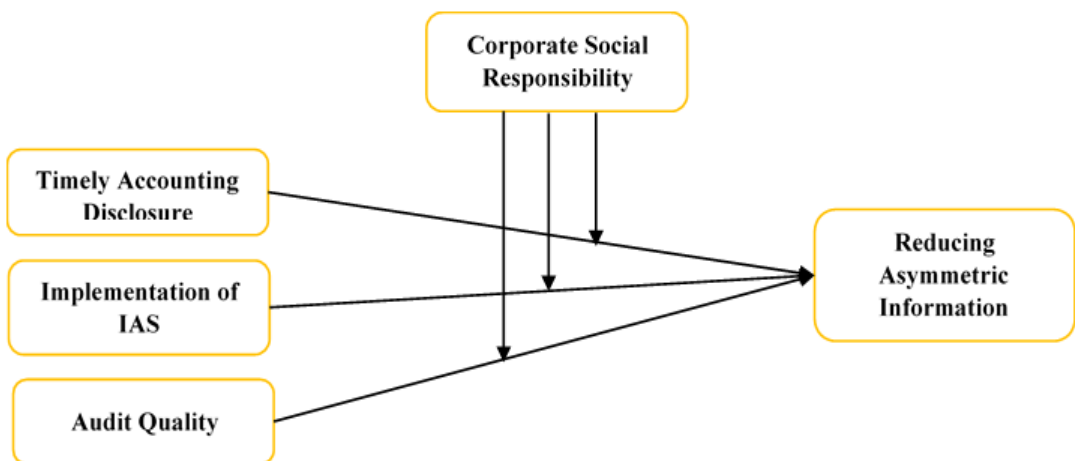 Corporate Social
Responsibility
Timely Accounting
Disclosure
Implementation of
IAS
Audit Quality
Reducing
Asymmetric
Information